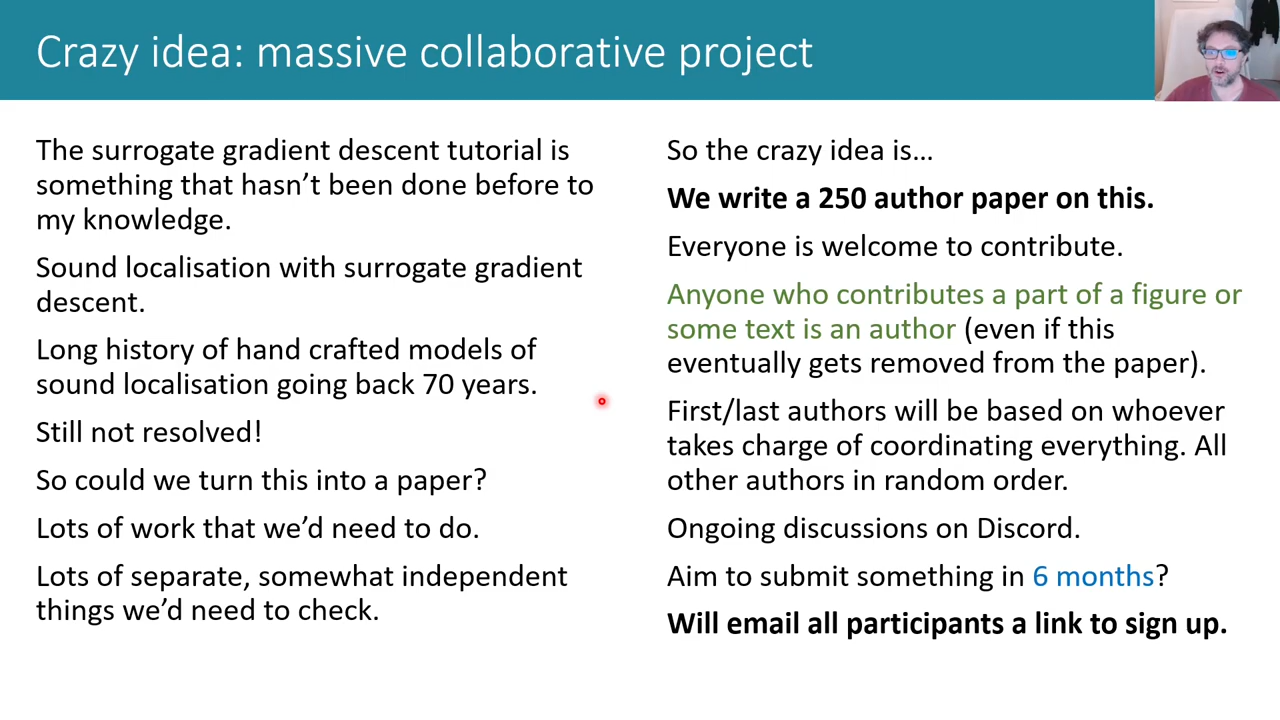 Crazy idea: massive collaborative project
The surrogate gradient descent tutorial is
something that hasn't been done before to
my knowledge.
Sound localisation with surrogate gradient
descent.
Long history of hand crafted models of
sound localisation going back 70 years.
Still not resolved!
So could we turn this into a paper?
Lots of work that we'd need to do.
Lots of separate, somewhat independent
things we'd need to check.
So the crazy idea is…
We write a 250 author paper on this.
Everyone is welcome to contribute.
Anyone who contributes a part of a figure or
some text is an author (even if this
eventually gets removed from the paper).
First/last authors will be based on whoever
takes charge of coordinating everything. All
other authors in random order.
Ongoing discussions on Discord.
Aim to submit something in 6 months?
Will email all participants a link to sign up.